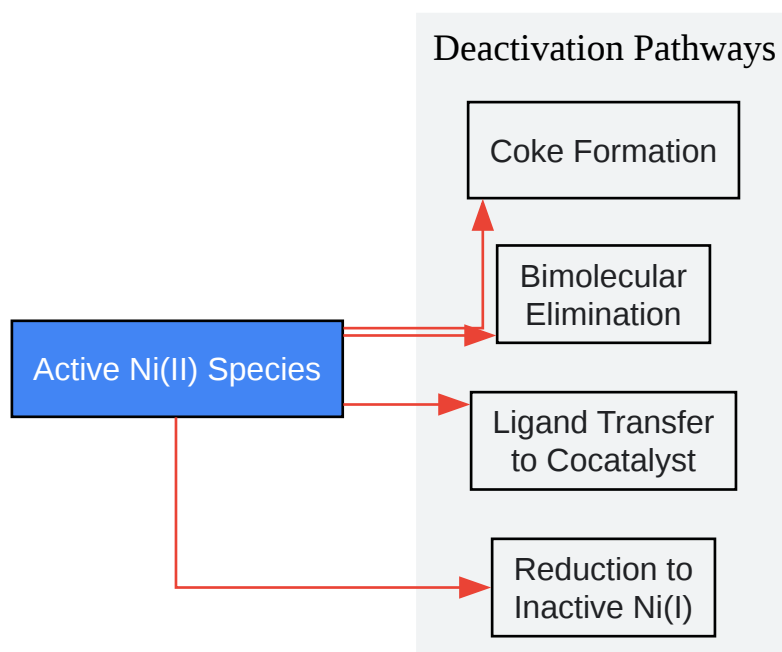 Deactivation Pathways
Coke Formation
Bimolecular
Elimination
Active Ni(II) Species
Ligand Transfer
to Cocatalyst
Reduction to
Inactive Ni(I)